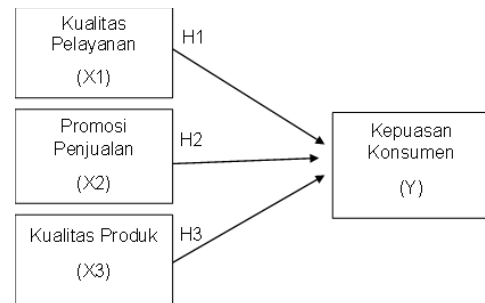 Kualitas
Pelayanan
(X1)
H1
Promosi
Penjualan
(X2)
H2
Kualitas Produk
(X3)
H3
Kepuasan
Konsumen
(Y)